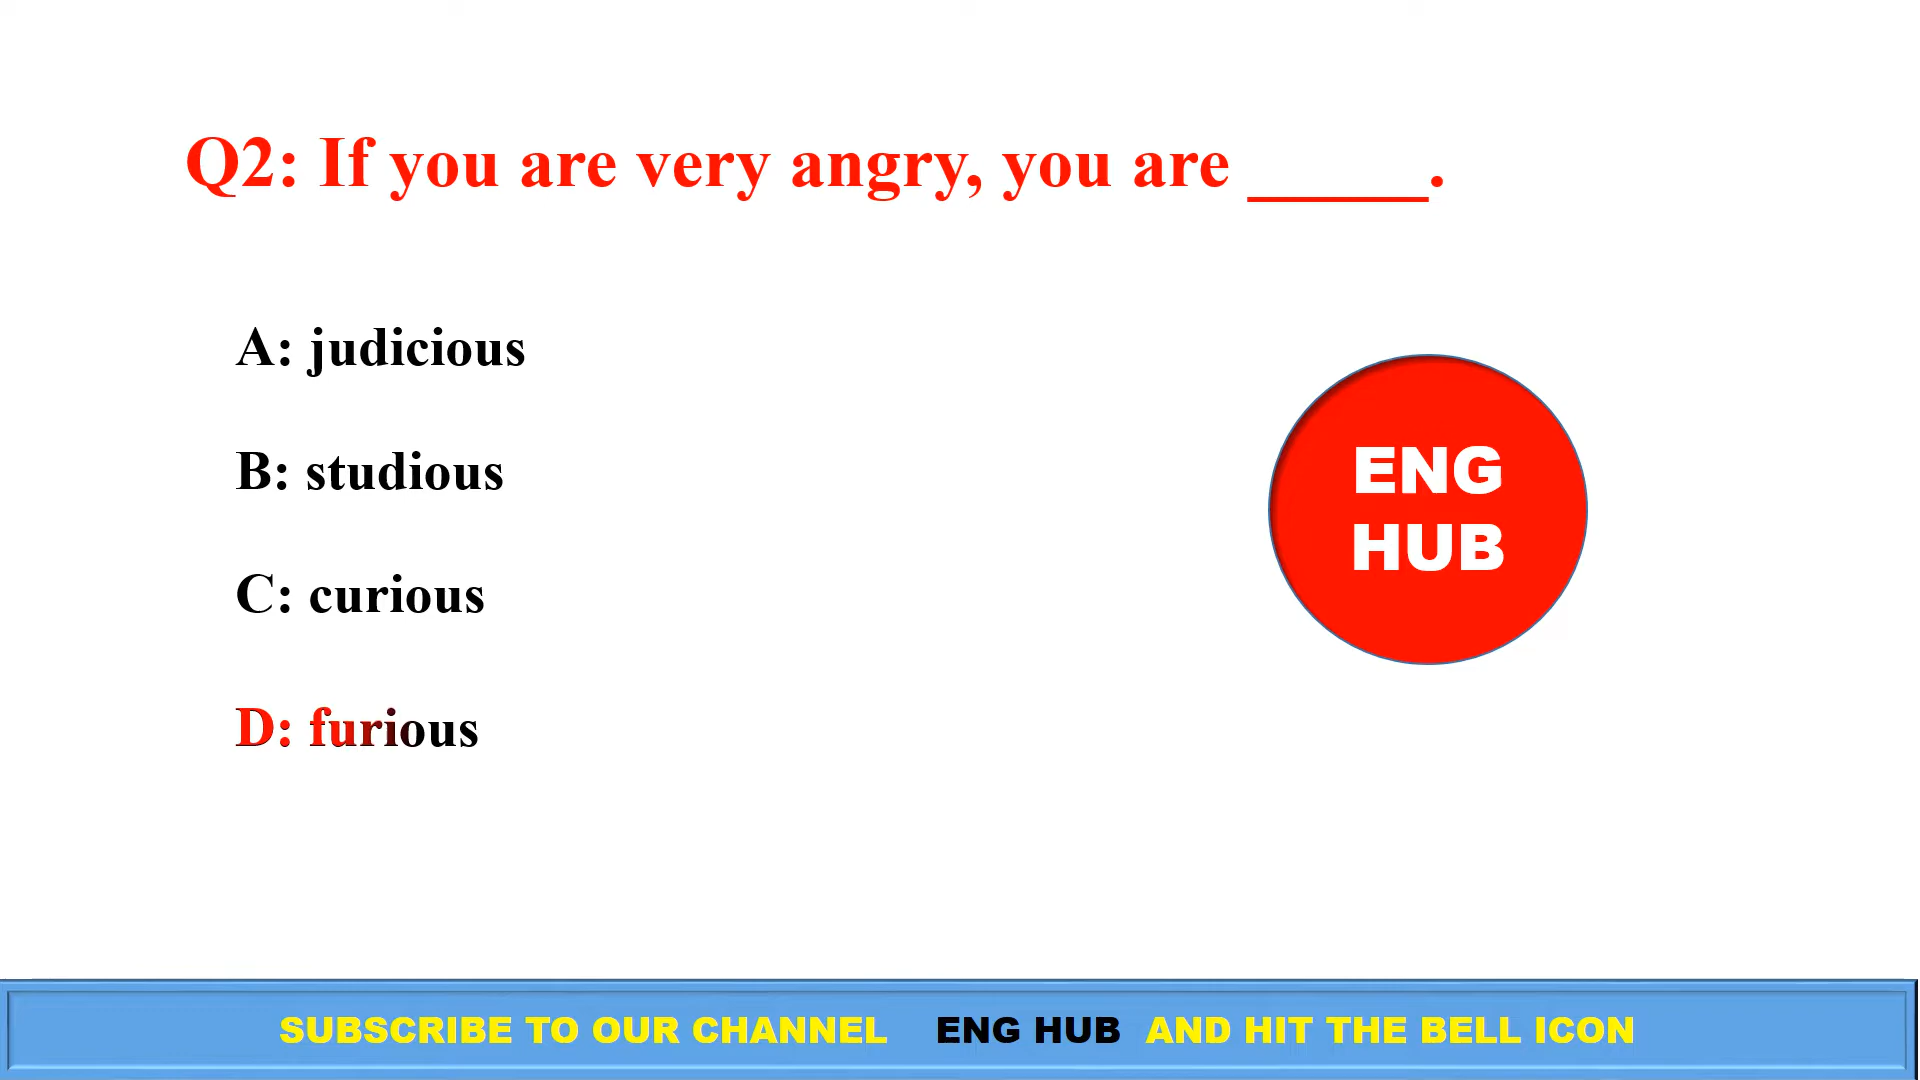 Q2: If you are very angry, you are _____.
A: judicious
B: studious
C: curious
D: furious
ENG
HUB
SUBSCRIBE TO OUR CHANNEL ENG HUB AND HIT THE BELL ICON